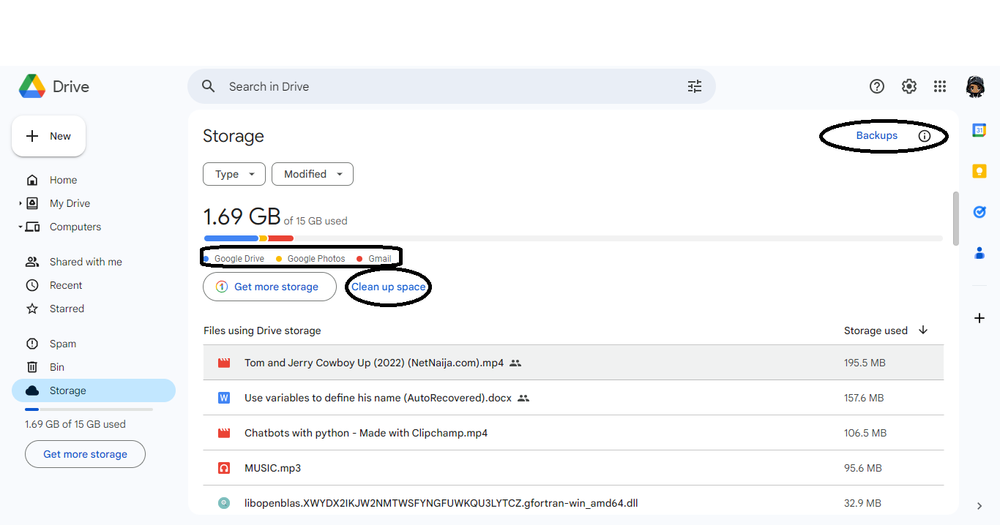 Drive
Search in Drive
New
Home
My Drive
Computers
Shared with me
Recent
Starred
Spam
Bin
Storage
1.69 GB of 15 GB used
Get more storage
Storage
Backups
Type
Modified
1.69 GB of 15 GB used
Google Drive Google Photos Gmail
1 Get more storage Clean up space
Files using Drive storage Storage used
Tom and Jerry Cowboy Up (2022) (NetNaija.com).mp4 195.5 MB
W Use variables to define his name (AutoRecovered).docx 157.6 MB
Chatbots with python - Made with Clipchamp.mp4 106.5 MB
MUSIC.mp3 95.6 MB
libopenblas.XWYDX2IKJW2NMTWSFYNGFUWKQU3LYTCZ.gfortran-win_amd64.dll 32.9 MB
31